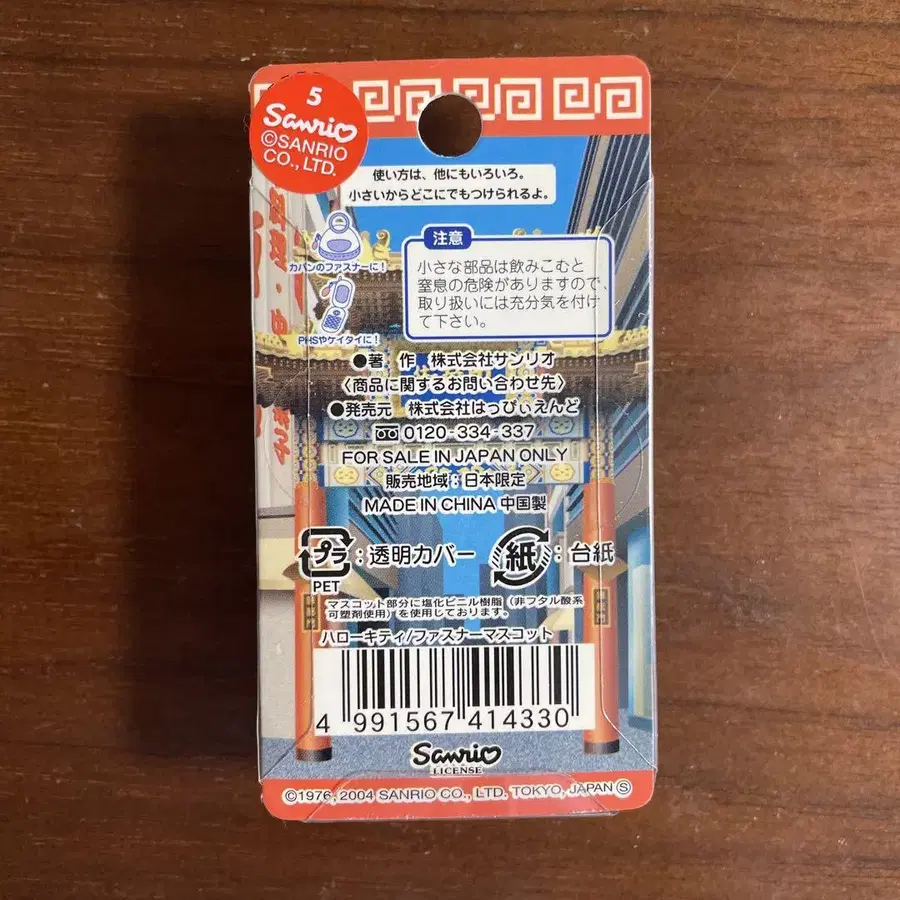 5
Sanrio
©SANRIO
CO., LTD.
使い方は、他にもいろいろ。
小さいからどこにでもつけられるよ。
カバンのファスナーに!
PHSやケイタイに!
注意
小さな部品は飲みこむと
窒息の危険がありますので、
取り扱いには充分気を付け
て下さい。
●著 作 株式会社サンリオ
〈商品に関するお問い合わせ先〉
●発売元 株式会社はっぴぃえんど
0120-334-337
FOR SALE IN JAPAN ONLY
販売地域:日本限定
MADE IN CHINA 中国製
プラ:透明カバー
PET
紙:台紙
マスコット部分に塩化ビニル樹脂(非フタル酸系
可塑剤使用)を使用しております。
ハローキティ/ファスナーマスコット
4 991567 414330
Sanrio
LICENSE
©1976, 2004 SANRIO CO., LTD. TOKYO, JAPAN Ⓢ